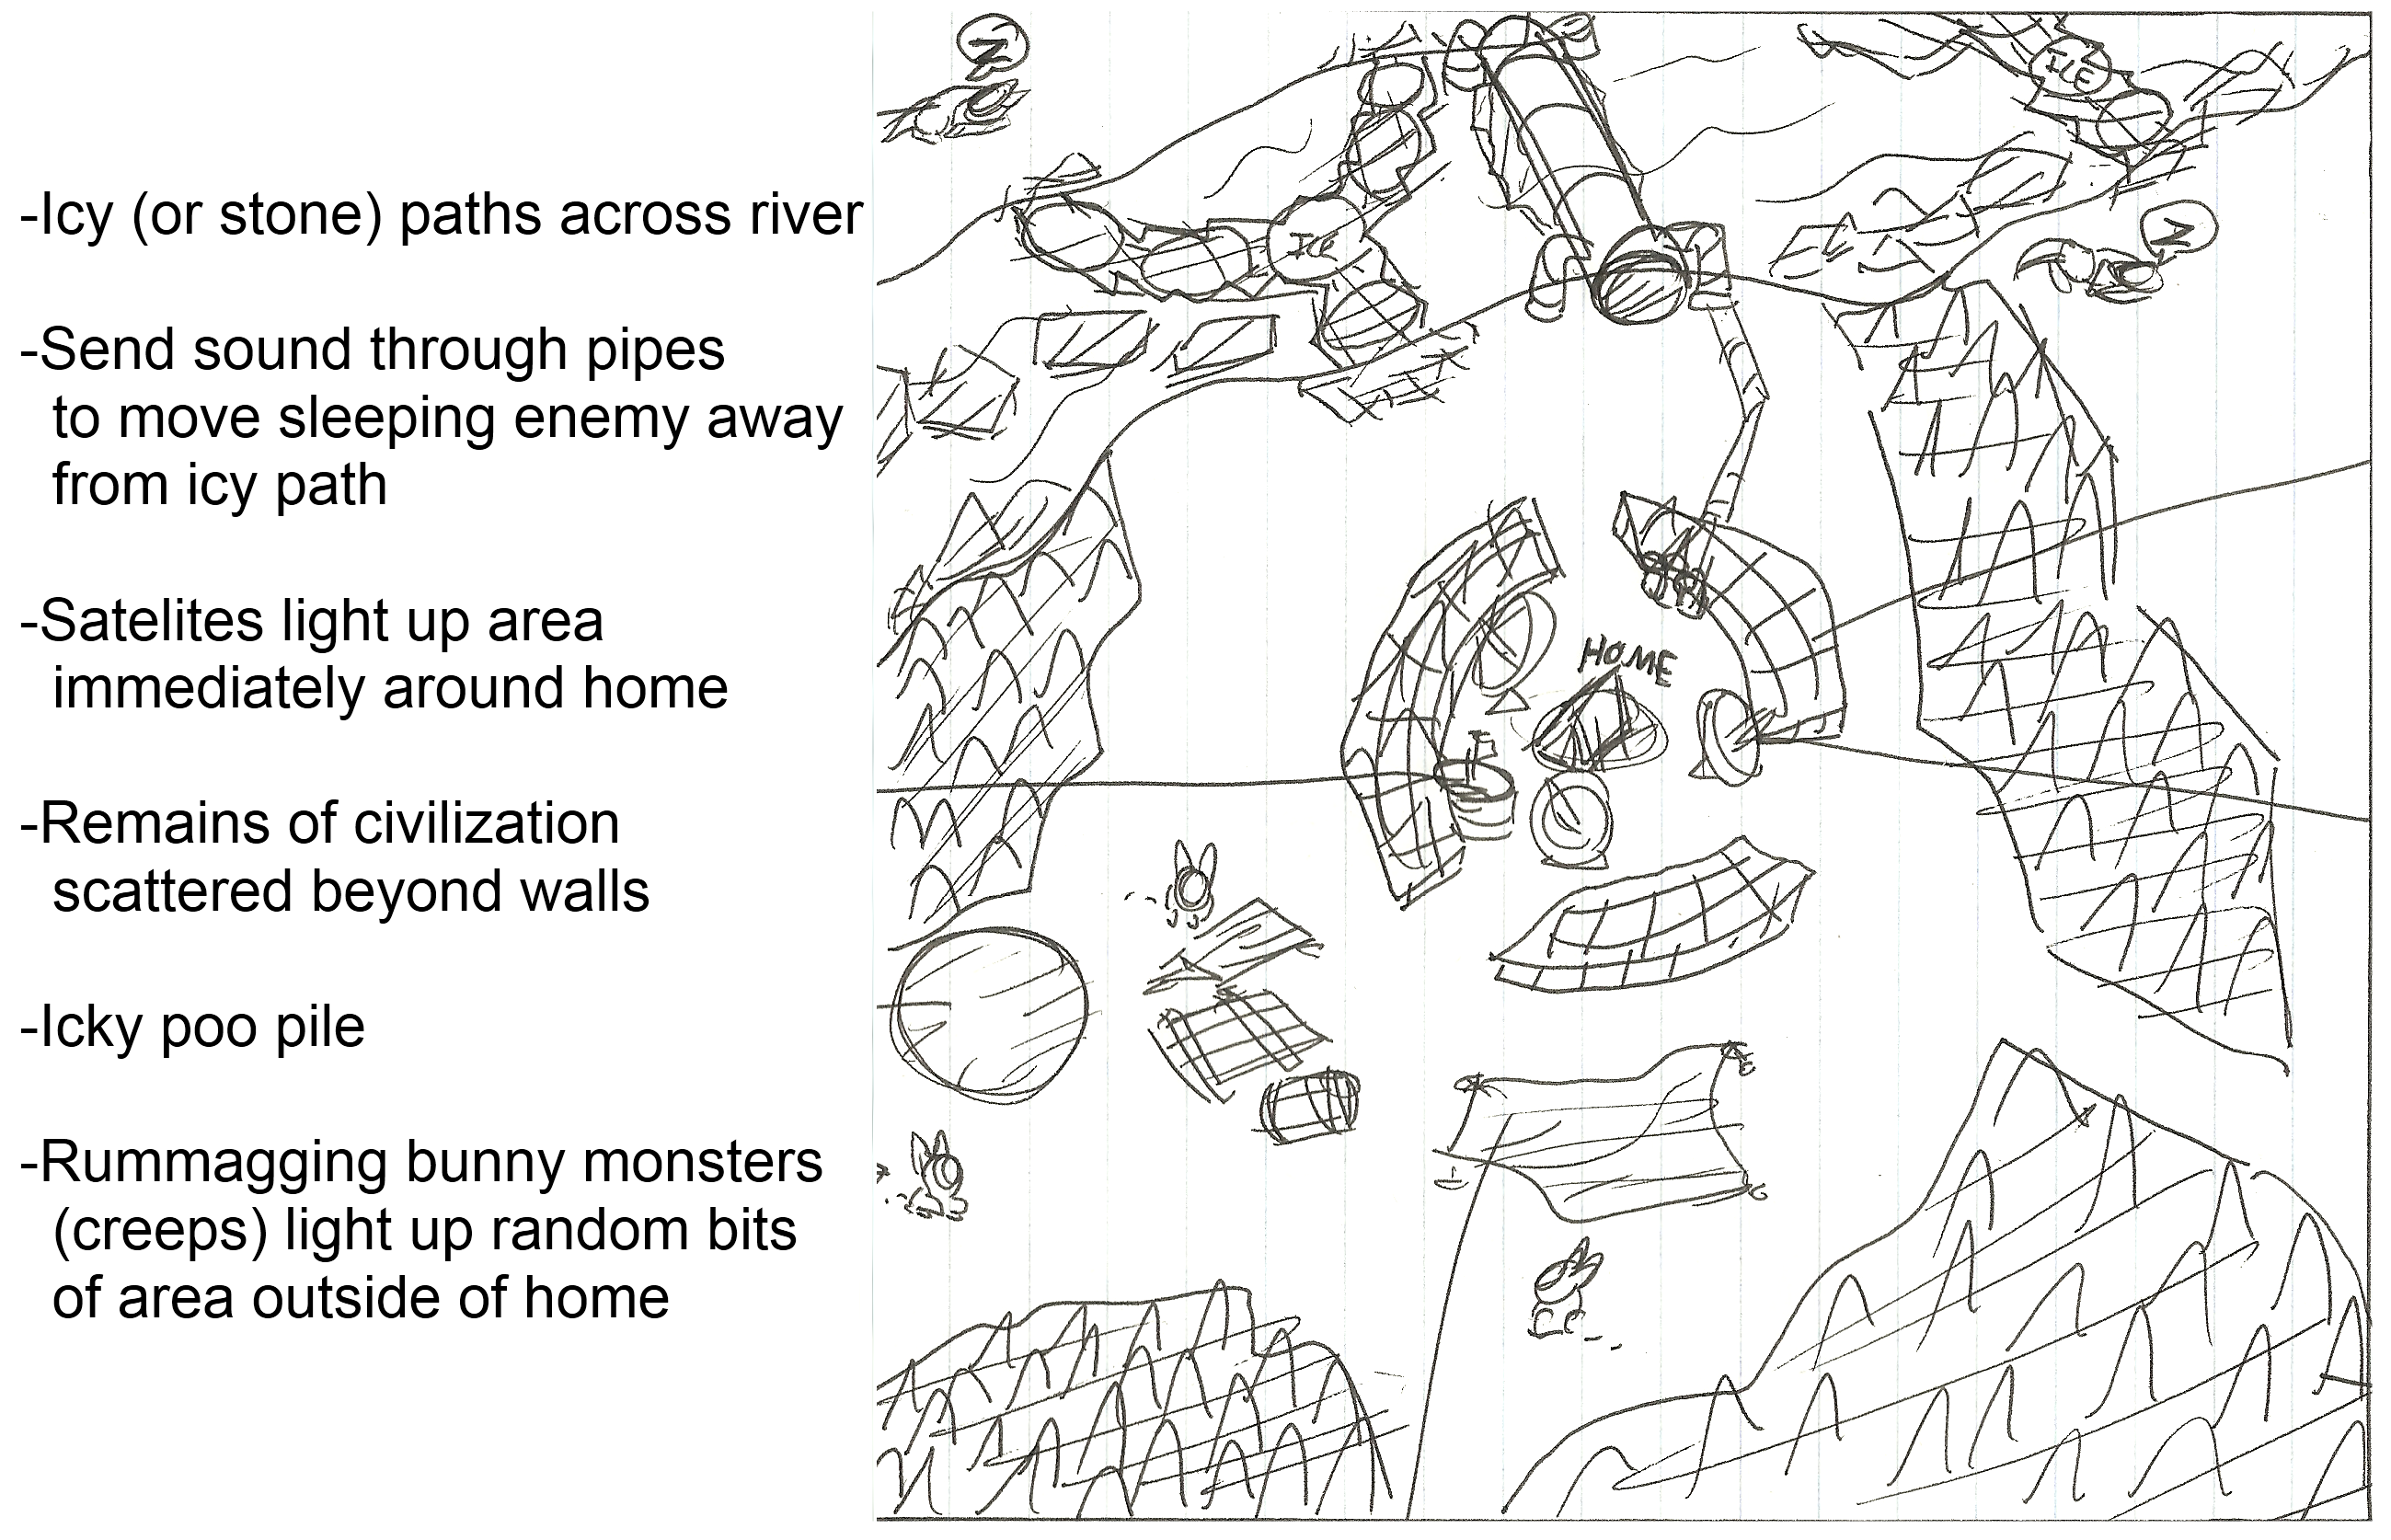 -Icy (or stone) paths across river
-Send sound through pipes
to move sleeping enemy away
from icy path
-Satelites light up area
immediately around home
-Remains of civilization
scattered beyond walls
-Icky poo pile
-Rummagging bunny monsters
(creeps) light up random bits
of area outside of home
Z
ICE
ICE
Z
HOME